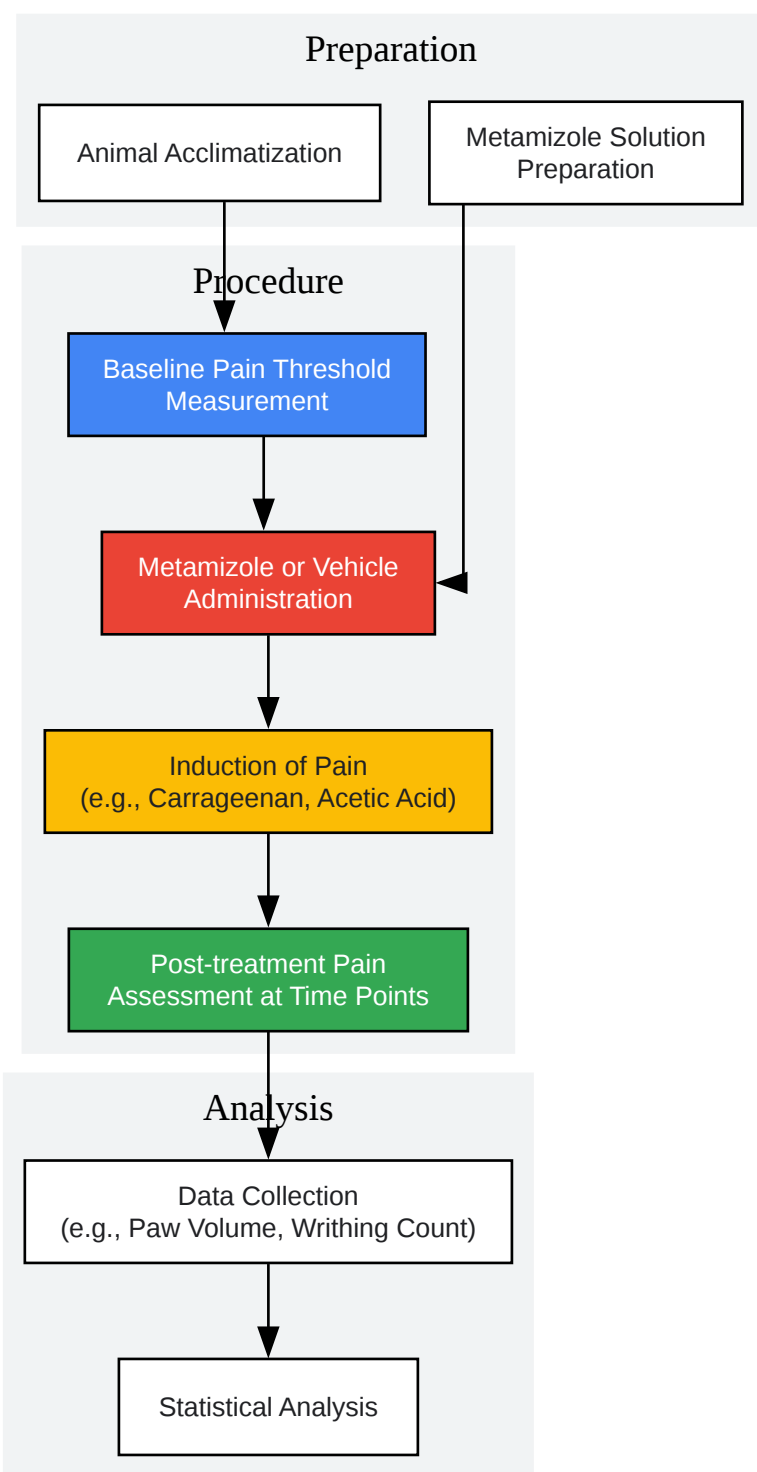 Preparation
Animal Acclimatization
Metamizole Solution
Preparation
Procedure
Baseline Pain Threshold
Measurement
Metamizole or Vehicle
Administration
Induction of Pain
(e.g., Carrageenan, Acetic Acid)
Post-treatment Pain
Assessment at Time Points
Analysis
Data Collection
(e.g., Paw Volume, Writhing Count)
Statistical Analysis